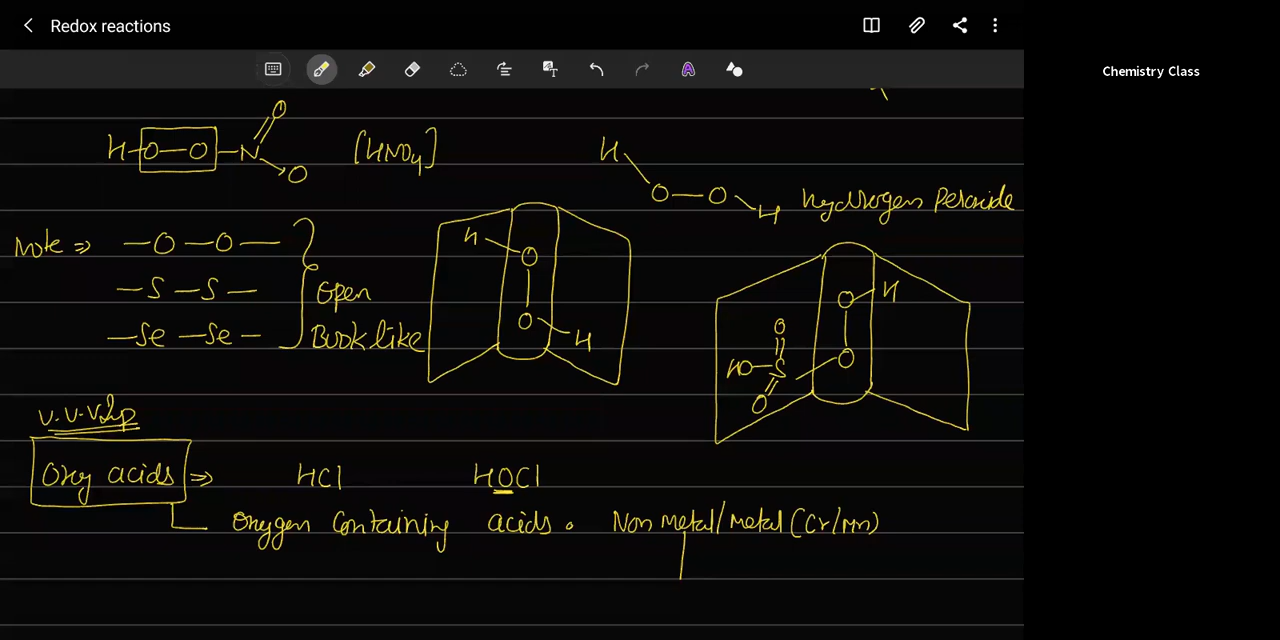 Redox reactions
Chemistry Class
H-O-O-N
O
O
[HNO4]
H
O-O
H
hydrogen Peroxide
Note ⇒ -O-O-
-S-S-
-Se-Se-
Open
Book like
H
O
O
H
O
H
O
O
HO-S
O
V.V.V Imp
Oxy acids ⇒ HCl HOCl
Oxygen Containing acids. Non metal/metal (Cr/Mn)